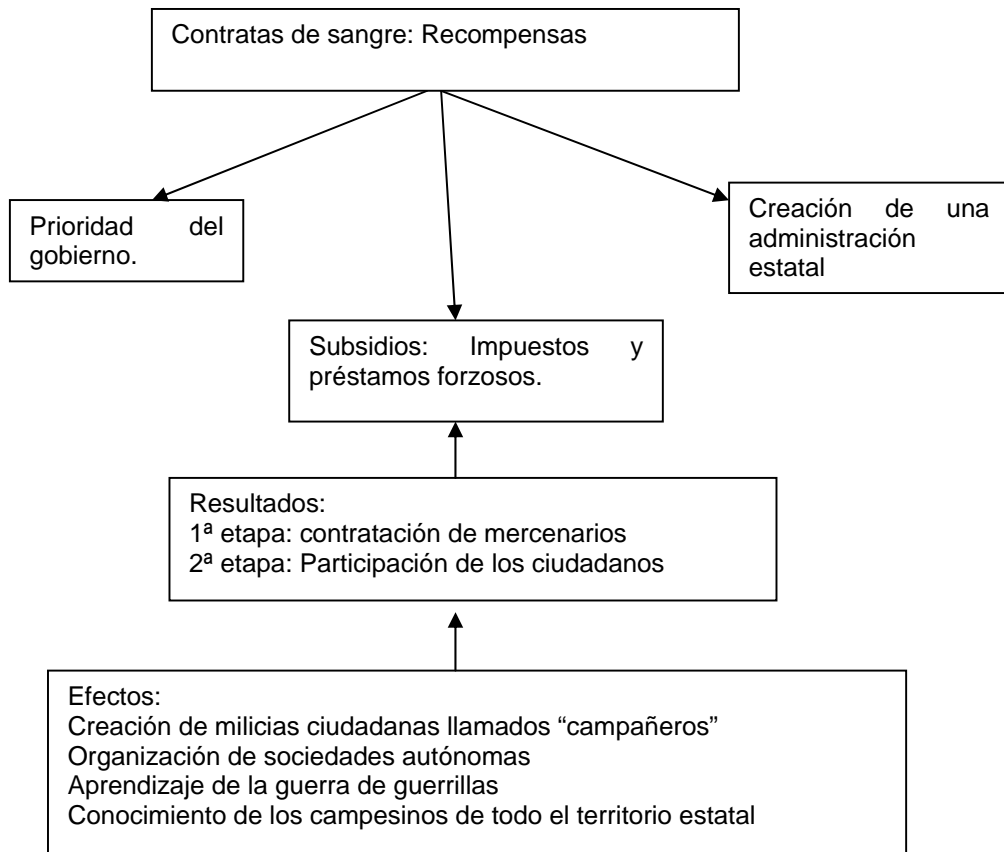 Contratas de sangre: Recompensas
Prioridad del
gobierno.
Creación de una
administración
estatal
Subsidios: Impuestos y
préstamos forzosos.
Resultados:
1ª etapa: contratación de mercenarios
2ª etapa: Participación de los ciudadanos
Efectos:
Creación de milicias ciudadanas llamados “campañeros”
Organización de sociedades autónomas
Aprendizaje de la guerra de guerrillas
Conocimiento de los campesinos de todo el territorio estatal